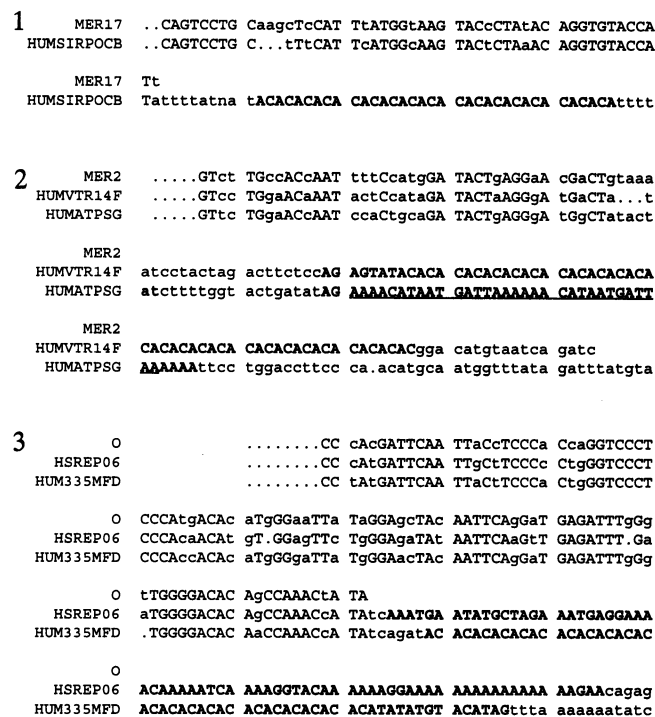 1 MER17 ..CAGTCCTG CaagcTcCAT TtATGGtAAG TACcCTAtAC AGGTGTACCA
HUMSIRPOCB ..CAGTCCTG C...tTtCAT TcATGGcAAG TACtCTAaAC AGGTGTACCA
MER17 Tt
HUMSIRPOCB Tattttatna tACACACACA CACACACACA CACACACACA CACACAtttt
2 MER2 .....GTct TGccACcAAT tttCcatgGA TACTgAGGaA cGACTgtaaa
HUMVTR14F .....GTcc TGgaACaAAT actCcataGA TACTaAGGgA tGACTa...t
HUMATPSG .....GTtc TGgaACcAAT ccaCtgcaGA TACTgAGGgA tGgCTatact
MER2
HUMVTR14F atcctactag acttctccAG AGTATACACA CACACACACA CACACACACA
HUMATPSG atcttttggt actgatatAG AAAACATAAT GATTAAAAAA CATAATGATT
MER2
HUMVTR14F CACACACACA CACACACACA CACACACGga catgtaatca gatc
HUMATPSG AAAAAAttcc tggaccttcc ca.acatgca atggtttata gatttatgta
3 O ........CC cAcGATTCAA TTACcTCCCa CcaGGTCCCT
HSREP06 ........CC cAtGATTCAA TTgCtTCCCc CtgGGTCCCT
HUM335MFD ........CC tAtGATTCAA TTACtTCCCa CtgGGTCCCT
O CCCAtgACAc aTgGGaaTTa TaGGAgcTAc AATTCAgGaT GAGATTTgGg
HSREP06 CCCAcaACAt gT.GGagTTc TgGGAgaTAt AATTCAaGtT GAGATTT.Ga
HUM335MFD CCCAccACAc aTgGGgaTTa TgGGAacTAc AATTCAgGaT GAGATTTgGg
O tTGGGGACAC AgCCAAACtA TA
HSREP06 aTGGGGACAC AgCCAAACcA TAtcAAATGA ATATGCTAGA AATGAGGAAA
HUM335MFD .TGGGGACAC AaCCAAACcA TAtcagatAC ACACACACAC ACACACACAC
O
HSREP06 ACAAAAATCA AAAGGTACAA AAAAGGAAAA AAAAAAAAAA AAGAAcagag
HUM335MFD ACACACACAC ACACACACAC ACATATATGT ACATAGttta aaaaaatatc